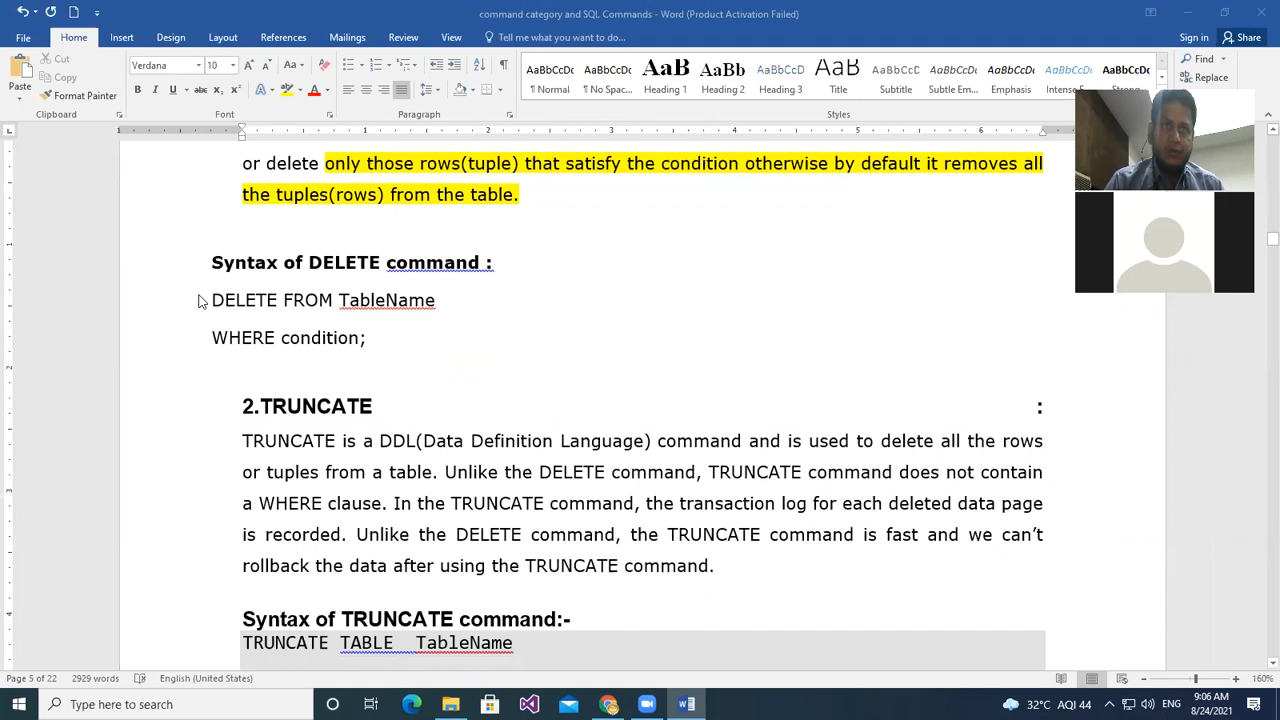 command category and SQL Commands - Word (Product Activation Failed)
File Home Insert Design Layout References Mailings Review View Help Tell me what you want to do... Sign in Share
Paste Cut Copy Format Painter
Verdana 10
AaBbCcDc AaBbCcDc AaB AaBb AaBbCcD AaB AaBbCcD AaBbCcDc AaBbCcDc AaBbCcDc AaBbCcDc
¶ Normal ¶ No Spac... Heading 1 Heading 2 Heading 3 Title Subtitle Subtle Em... Emphasis Intense E... Strong
Find Replace
Clipboard Font Paragraph Styles
or delete only those rows(tuple) that satisfy the condition otherwise by default it removes all
the tuples(rows) from the table.
Syntax of DELETE command :
DELETE FROM TableName
WHERE condition;
2.TRUNCATE :
TRUNCATE is a DDL(Data Definition Language) command and is used to delete all the rows
or tuples from a table. Unlike the DELETE command, TRUNCATE command does not contain
a WHERE clause. In the TRUNCATE command, the transaction log for each deleted data page
is recorded. Unlike the DELETE command, the TRUNCATE command is fast and we can't
rollback the data after using the TRUNCATE command.
Syntax of TRUNCATE command:-
TRUNCATE TABLE TableName
Page 5 of 22 2929 words English (United States) 160%
Type here to search 32°C AQI 44 ENG 9:06 AM
8/24/2021